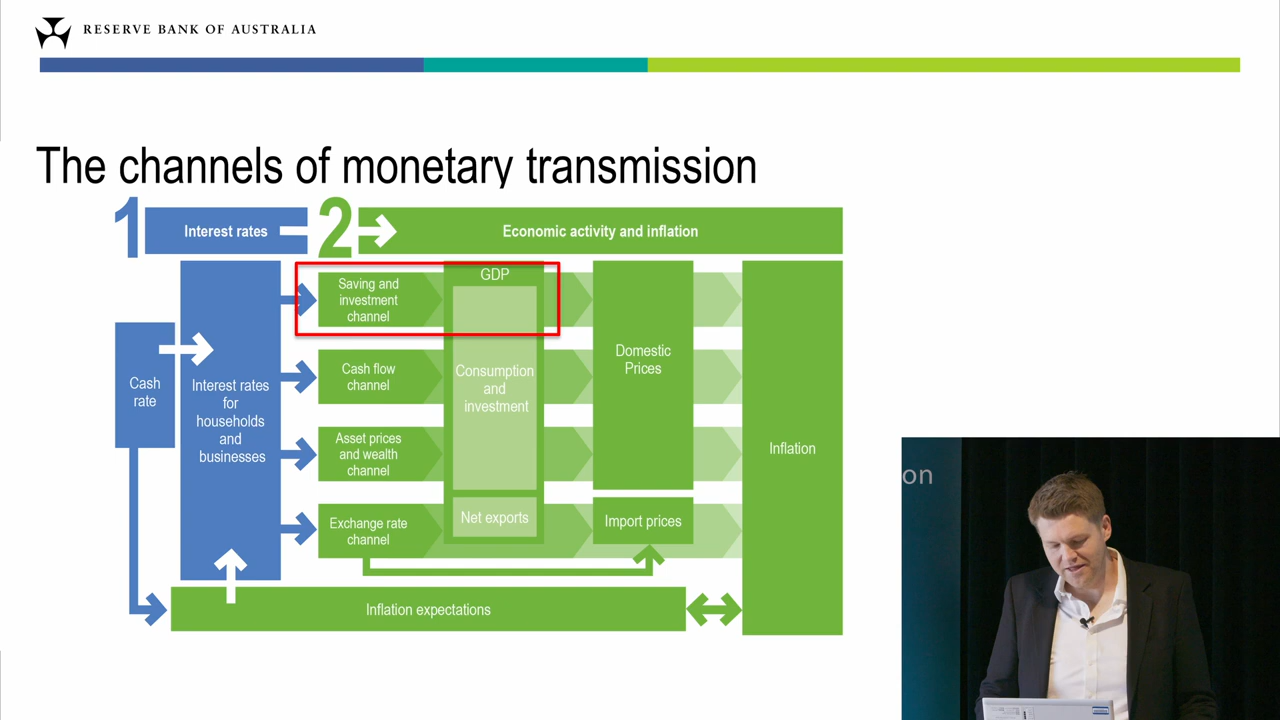 RESERVE BANK OF AUSTRALIA
The channels of monetary transmission
1
Interest rates
2
Economic activity and inflation
Cash
rate
Interest rates
for
households
and
businesses
Saving and
investment
channel
Cash flow
channel
Asset prices
and wealth
channel
Exchange rate
channel
GDP
Consumption
and
investment
Net exports
Domestic
Prices
Import prices
Inflation
Inflation expectations
on